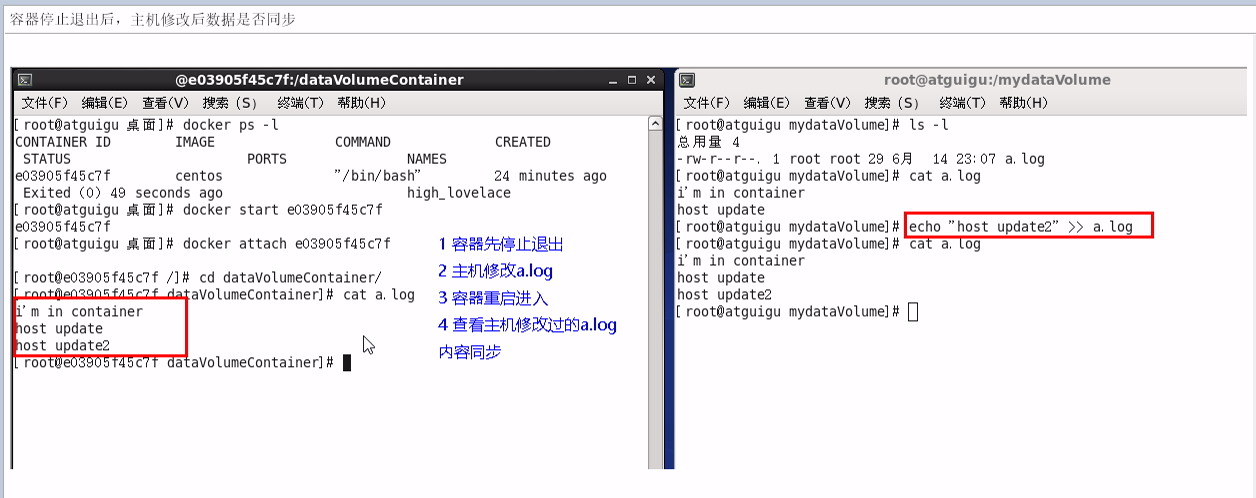 容器停止退出后，主机修改后数据是否同步
@e03905f45c7f:/dataVolumeContainer
文件(F) 编辑(E) 查看(V) 搜索 (S) 终端(T) 帮助(H)
[root@atguigu 桌面]# docker ps -l
CONTAINER ID IMAGE COMMAND CREATED
STATUS PORTS NAMES
e03905f45c7f centos "/bin/bash" 24 minutes ago
Exited (0) 49 seconds ago high_lovelace
[root@atguigu 桌面]# docker start e03905f45c7f
e03905f45c7f
[root@atguigu 桌面]# docker attach e03905f45c7f
[root@e03905f45c7f /]# cd dataVolumeContainer/
[root@e03905f45c7f dataVolumeContainer]# cat a.log
i'm in container
host update
host update2
[root@e03905f45c7f dataVolumeContainer]#
1 容器先停止退出
2 主机修改a.log
3 容器重启进入
4 查看主机修改过的a.log
内容同步
root@atguigu:/mydataVolume
文件(F) 编辑(E) 查看(V) 搜索 (S) 终端(T) 帮助(H)
[root@atguigu mydataVolume]# ls -l
总用量 4
-rw-r--r--. 1 root root 29 6月 14 23:07 a.log
[root@atguigu mydataVolume]# cat a.log
i'm in container
host update
[root@atguigu mydataVolume]# echo "host update2" >> a.log
[root@atguigu mydataVolume]# cat a.log
i'm in container
host update
host update2
[root@atguigu mydataVolume]#